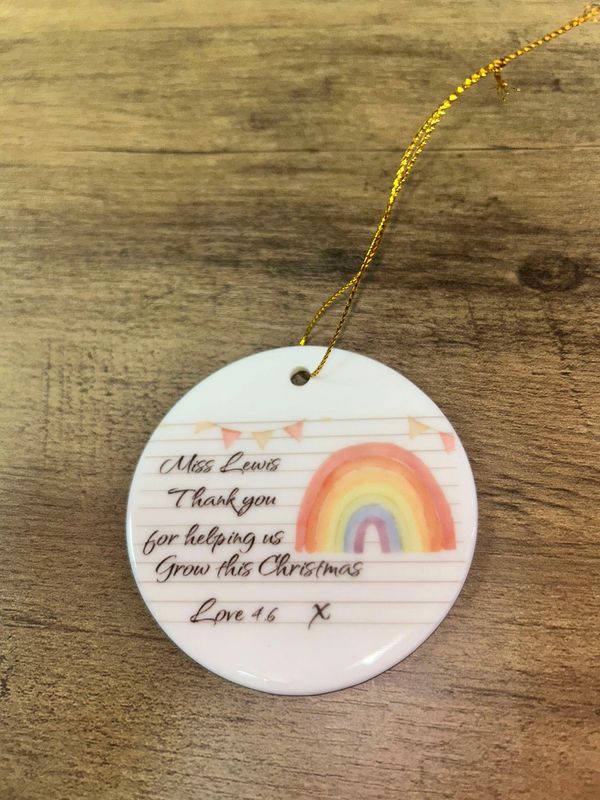 Miss Lewis
Thank you
for helping us
Grow this Christmas
Love 4.6 X